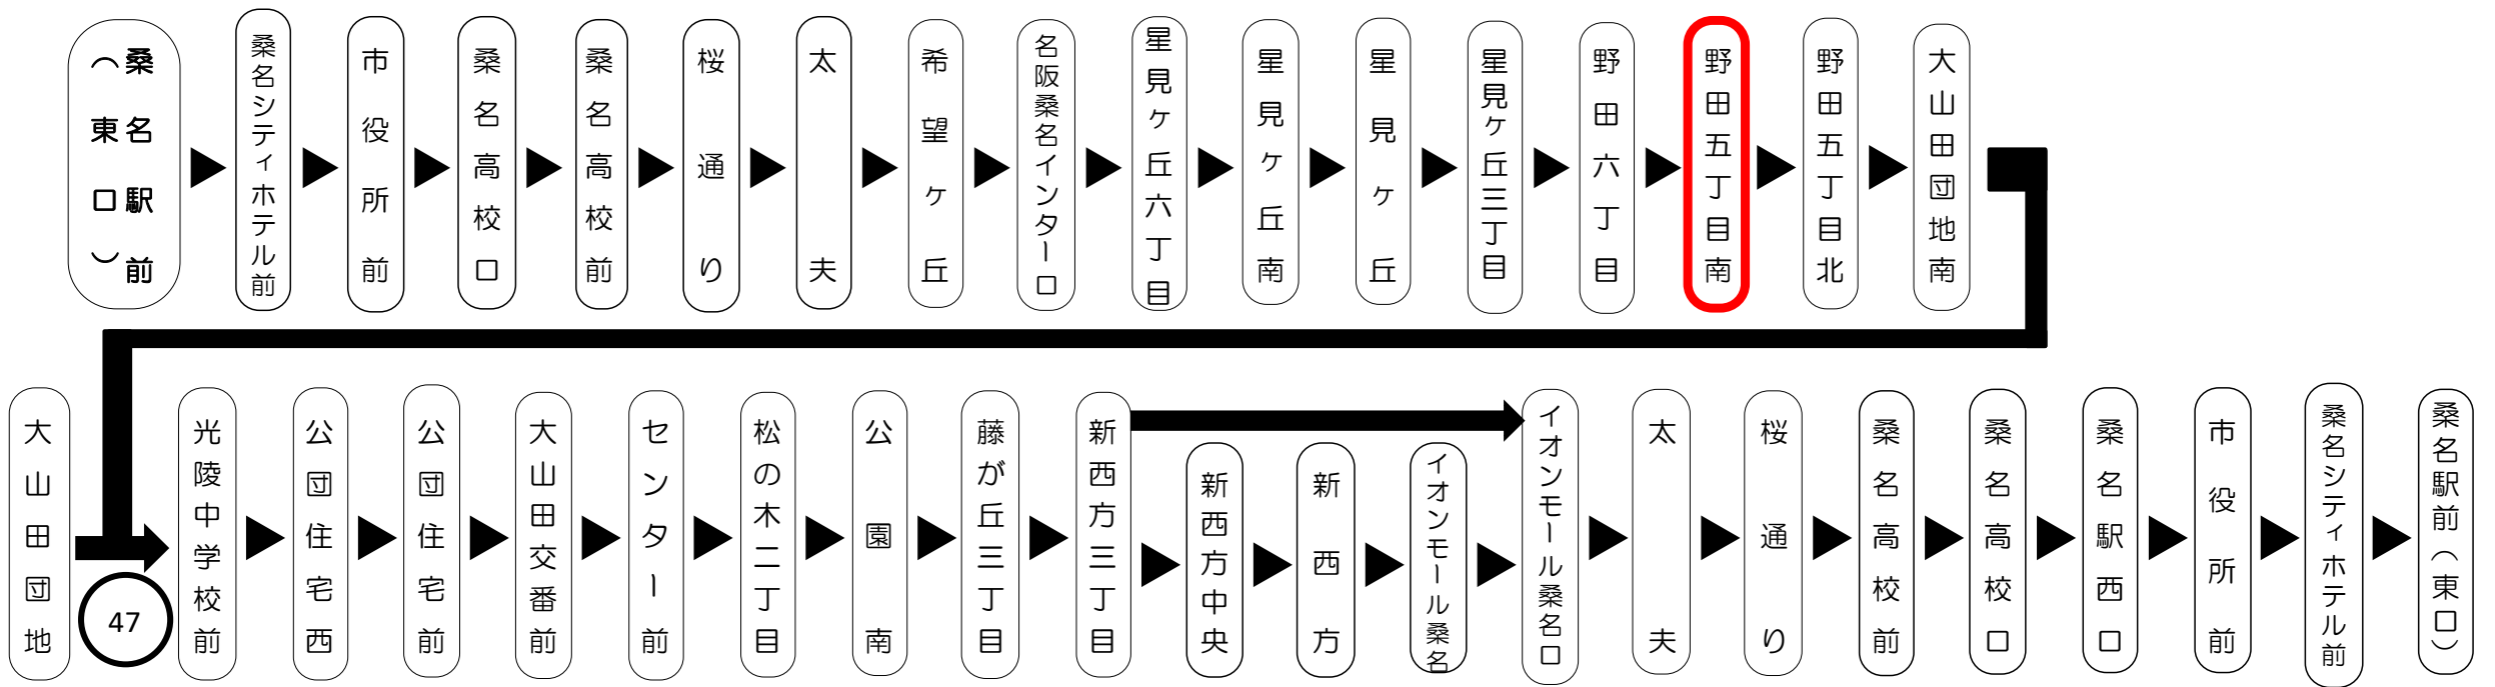 桑名駅前
（東口）
桑名シティホテル前
市役所前
桑名高校口
桑名高校前
桜通り
太夫
希望ヶ丘
名阪桑名インター口
星見ヶ丘六丁目
星見ヶ丘南
星見ヶ丘
星見ケ丘三丁目
野田六丁目
野田五丁目南
野田五丁目北
大山田団地南
大山田団地
47
光陵中学校前
公団住宅西
公団住宅前
大山田交番前
センター前
松の木二丁目
公園南
藤が丘三丁目
新西方三丁目
新西方中央
新西方
イオンモール桑名
イオンモール桑名口
太夫
桜通り
桑名高校前
桑名高校口
桑名駅西口
市役所前
桑名シティホテル前
桑名駅前（東口）